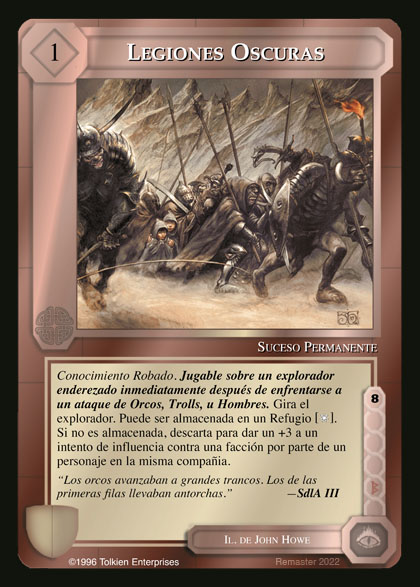 1
LEGIONES OSCURAS
SUCESO PERMANENTE
Conocimiento Robado. Jugable sobre un explorador
enderezado inmediatamente después de enfrentarse a
un ataque de Orcos, Trolls, u Hombres. Gira el
explorador. Puede ser almacenada en un Refugio [ ].
Si no es almacenada, descarta para dar un +3 a un
intento de influencia contra una facción por parte de un
personaje en la misma compañia.
“Los orcos avanzaban a grandes trancos. Los de las
primeras filas llevaban antorchas.” —SdlA III
8
IL. DE JOHN HOWE
©1996 Tolkien Enterprises
Remaster 2022